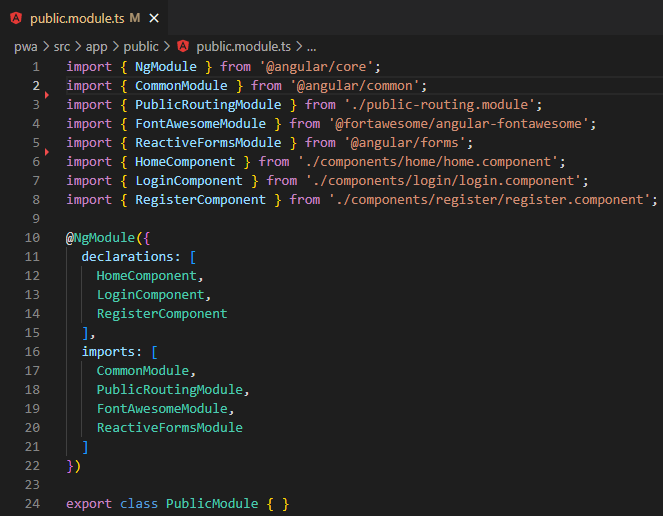 public.module.ts M ×
pwa > src > app > public > public.module.ts > ...
1 import { NgModule } from '@angular/core';
2 import { CommonModule } from '@angular/common';
3 import { PublicRoutingModule } from './public-routing.module';
4 import { FontAwesomeModule } from '@fortawesome/angular-fontawesome';
5 import { ReactiveFormsModule } from '@angular/forms';
6 import { HomeComponent } from './components/home/home.component';
7 import { LoginComponent } from './components/login/login.component';
8 import { RegisterComponent } from './components/register/register.component';
9
10 @NgModule({
11   declarations: [
12     HomeComponent,
13     LoginComponent,
14     RegisterComponent
15   ],
16   imports: [
17     CommonModule,
18     PublicRoutingModule,
19     FontAwesomeModule,
20     ReactiveFormsModule
21   ]
22 })
23
24 export class PublicModule { }